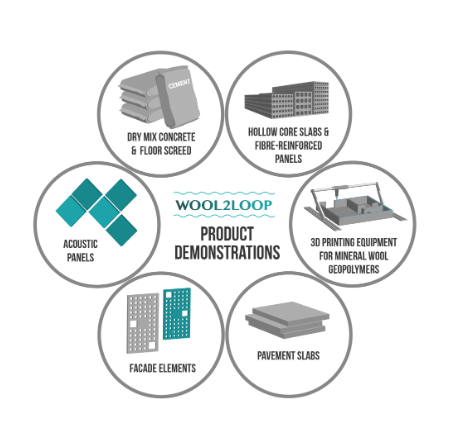 CEMENT
DRY MIX CONCRETE
& FLOOR SCREED
HOLLOW CORE SLABS &
FIBRE-REINFORCED
PANELS
ACOUSTIC
PANELS
WOOL2LOOP
PRODUCT
DEMONSTRATIONS
3D PRINTING EQUIPMENT
FOR MINERAL WOOL
GEOPOLYMERS
FACADE ELEMENTS
PAVEMENT SLABS